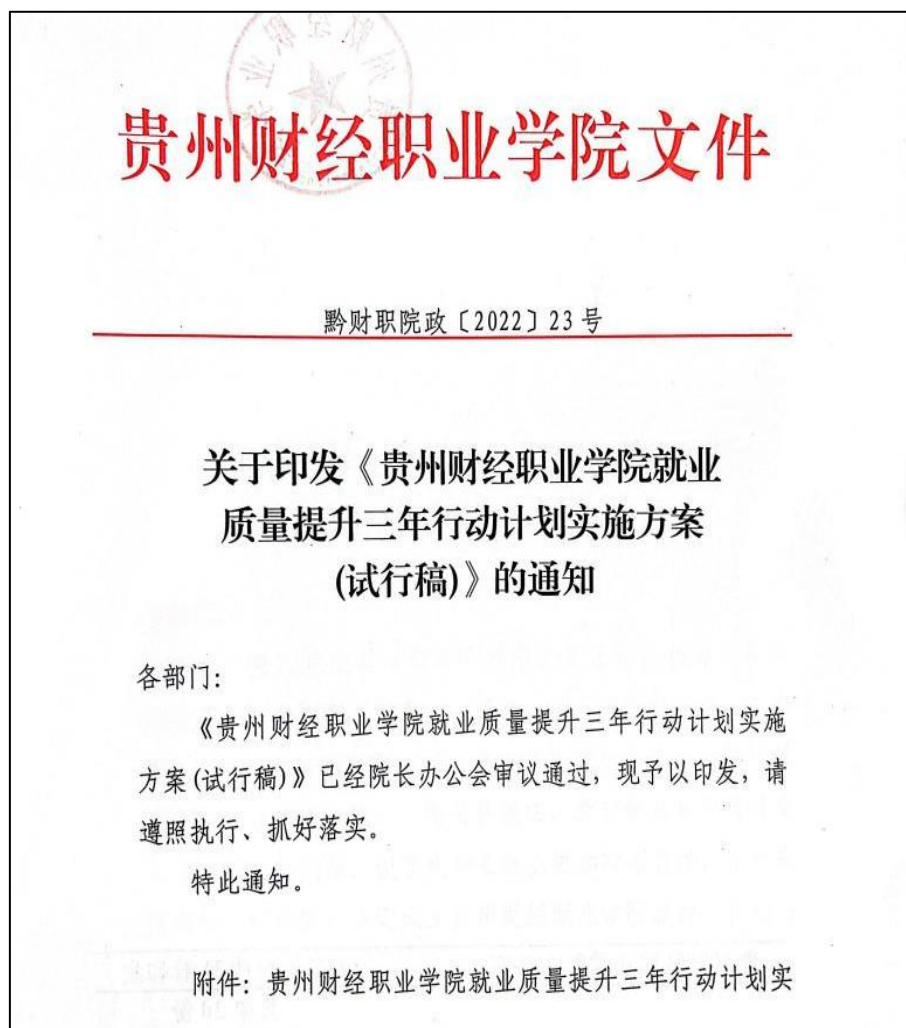 贵州财经职业学院文件
黔财职院政〔2022〕23号
关于印发《贵州财经职业学院就业
质量提升三年行动计划实施方案
(试行稿)》的通知
各部门：
《贵州财经职业学院就业质量提升三年行动计划实施
方案(试行稿)》已经院长办公会审议通过，现予以印发，请
遵照执行、抓好落实。
特此通知。
附件：贵州财经职业学院就业质量提升三年行动计划实